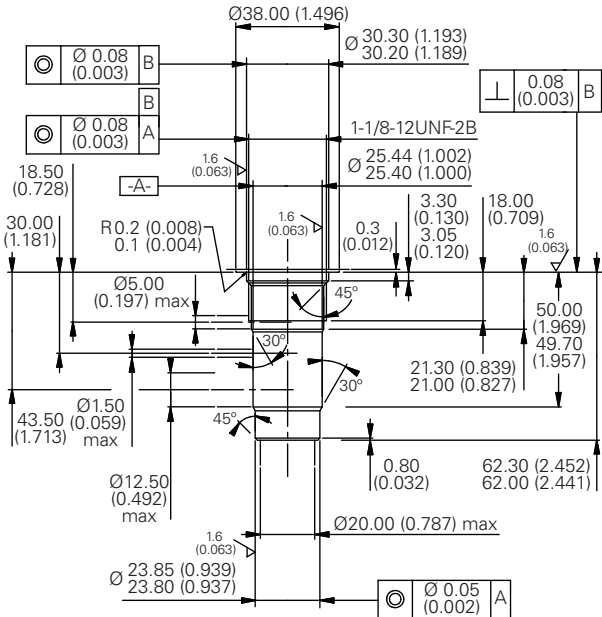 Ø38.00 (1.496)
Ø 30.30 (1.193)
30.20 (1.189)
Ø 0.08
(0.003) B
B
Ø 0.08
(0.003) A
⊥ 0.08
(0.003) B
1-1/8-12UNF-2B
1.6
(0.063)
Ø 25.44 (1.002)
25.40 (1.000)
-A-
18.50
(0.728)
30.00
(1.181)
R0.2 (0.008)
0.1 (0.004)
1.6
(0.063)
0.3
(0.012)
3.30
(0.130)
3.05
(0.120)
18.00
(0.709)
1.6
(0.063)
Ø5.00
(0.197) max
45°
30°
30°
50.00
(1.969)
49.70
(1.957)
21.30 (0.839)
21.00 (0.827)
43.50
(1.713)
Ø1.50
(0.059)
max
45°
Ø12.50
(0.492)
max
0.80
(0.032)
62.30 (2.452)
62.00 (2.441)
Ø20.00 (0.787) max
1.6
(0.063)
Ø 23.85 (0.939)
23.80 (0.937)
Ø 0.05
(0.002) A